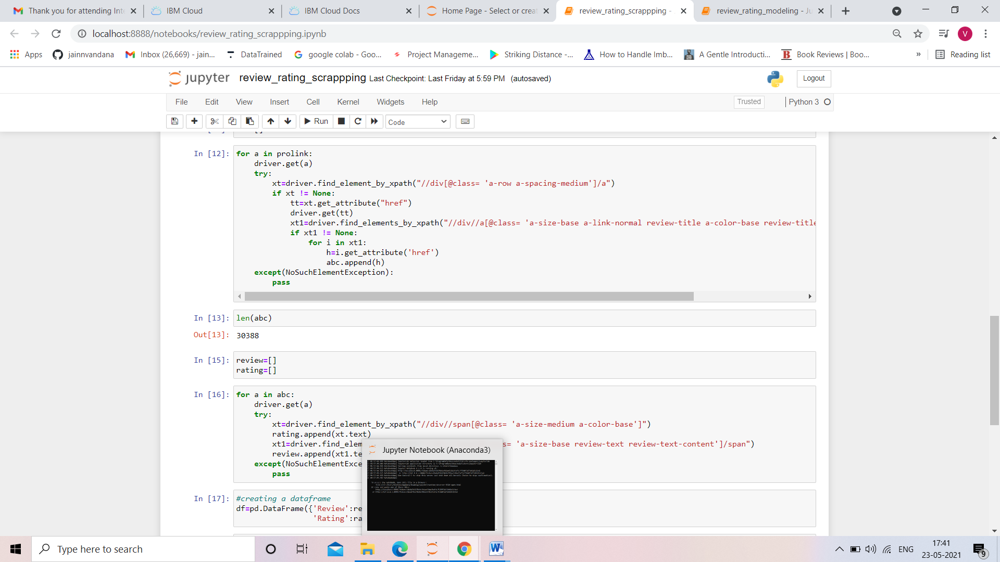 Thank you for attending Inte
IBM Cloud
IBM Cloud Docs
Home Page - Select or creat
review_rating_scrappping -
review_rating_modeling - Ju
localhost:8888/notebooks/review_rating_scrappping.ipynb
V
Apps
jainnvandana
Inbox (26,669) - jain...
DataTrained
google colab - Goo...
Project Manageme...
Striking Distance -...
How to Handle Imb...
A Gentle Introducti...
Book Reviews | Boo...
»
Reading list
jupyter review_rating_scrappping Last Checkpoint: Last Friday at 5:59 PM (autosaved)
Logout
File Edit View Insert Cell Kernel Widgets Help
Trusted
Python 3
Run
Code
In [12]: for a in prolink:
    driver.get(a)
    try:
        xt=driver.find_element_by_xpath("//div[@class= 'a-row a-spacing-medium']/a")
        if xt != None:
            tt=xt.get_attribute("href")
            driver.get(tt)
            xt1=driver.find_elements_by_xpath("//div//a[@class= 'a-size-base a-link-normal review-title a-color-base review-title
            if xt1 != None:
                for i in xt1:
                    h=i.get_attribute('href')
                    abc.append(h)
    except(NoSuchElementException):
        pass
In [13]: len(abc)
Out[13]: 30388
In [15]: review=[]
rating=[]
In [16]: for a in abc:
    driver.get(a)
    try:
        xt=driver.find_element_by_xpath("//div//span[@class= 'a-size-medium a-color-base']")
        rating.append(xt.text)
        xt1=driver.find_elem s= 'a-size-base review-text review-text-content']/span")
        review.append(xt1.te
    except(NoSuchElementExce
        pass
Jupyter Notebook (Anaconda3)
In [17]: #creating a dataframe
df=pd.DataFrame({'Review':re
'Rating':ra
Type here to search
ENG
17:41
23-05-2021
9